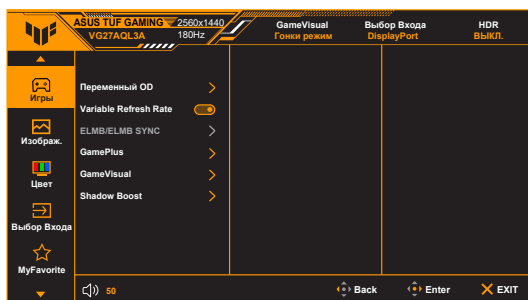 ASUS TUF GAMING 2560x1440
VG27AQL3A 180Hz
GameVisual
Гонки режим
Выбор Входа
DisplayPort
HDR
ВЫКЛ.
Игры
Изображ.
Цвет
Выбор Входа
MyFavorite
Переменный OD
Variable Refresh Rate
ELMB/ELMB SYNC
GamePlus
GameVisual
Shadow Boost
50
Back
Enter
EXIT